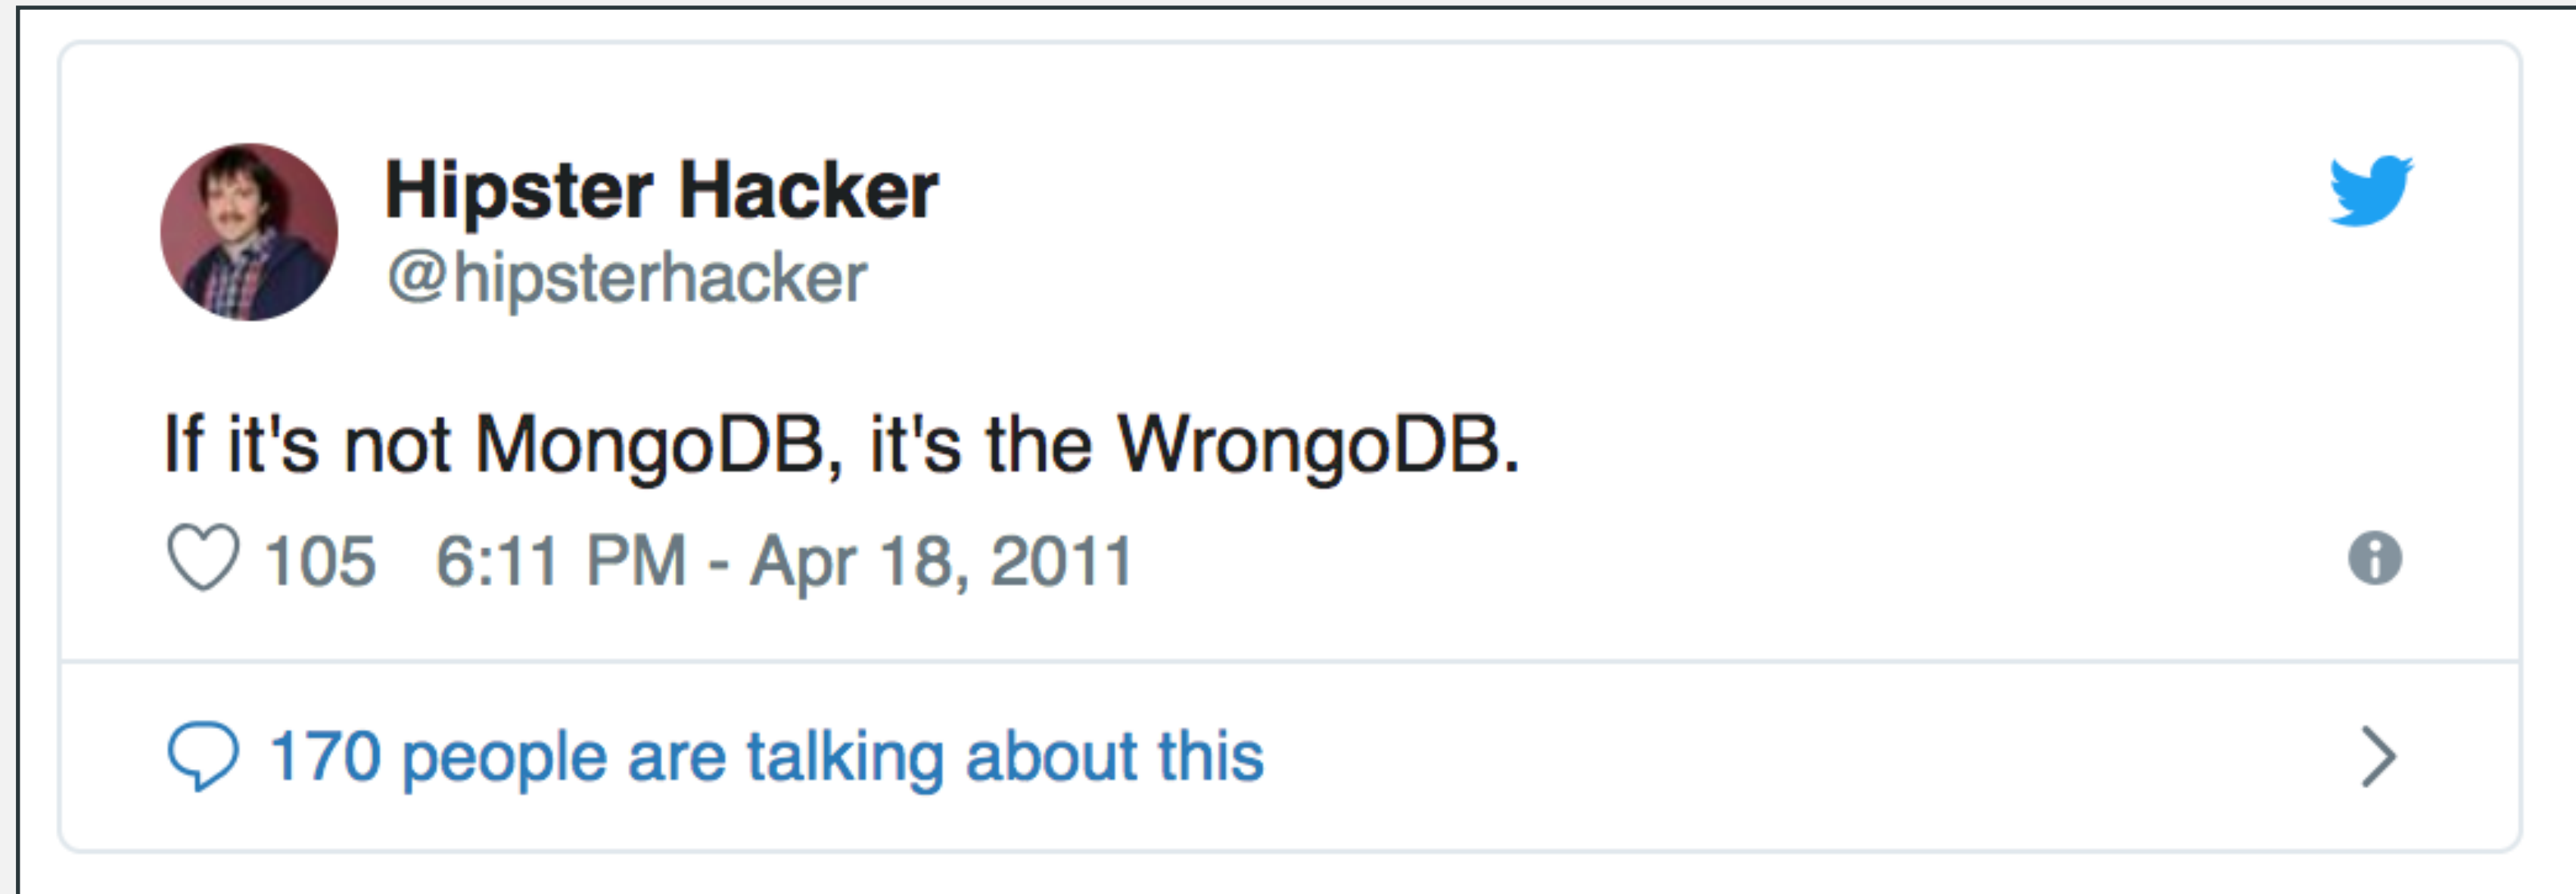 Hipster Hacker
@hipsterhacker
If it's not MongoDB, it's the WrongoDB.
105 6:11 PM - Apr 18, 2011
170 people are talking about this